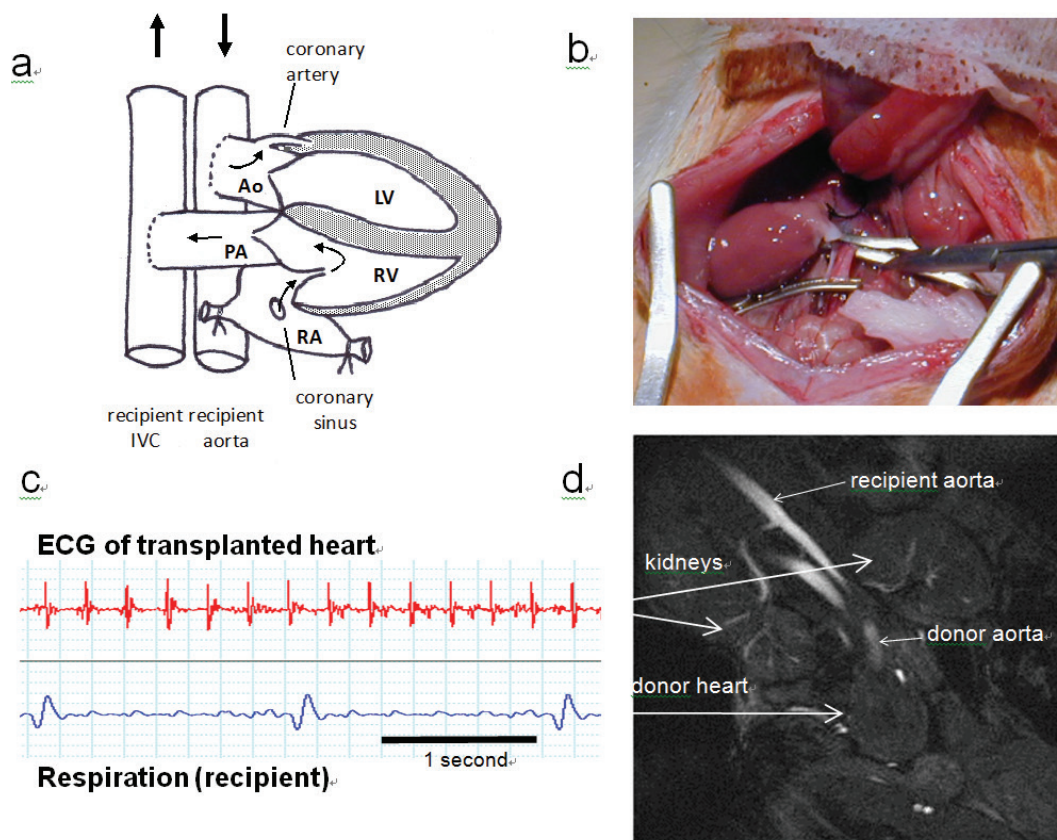 a
coronary
artery
Ao
LV
PA
RV
RA
recipient
IVC
recipient
aorta
coronary
sinus
b
c
ECG of transplanted heart
Respiration (recipient)
1 second
d
recipient aorta
kidneys
donor aorta
donor heart